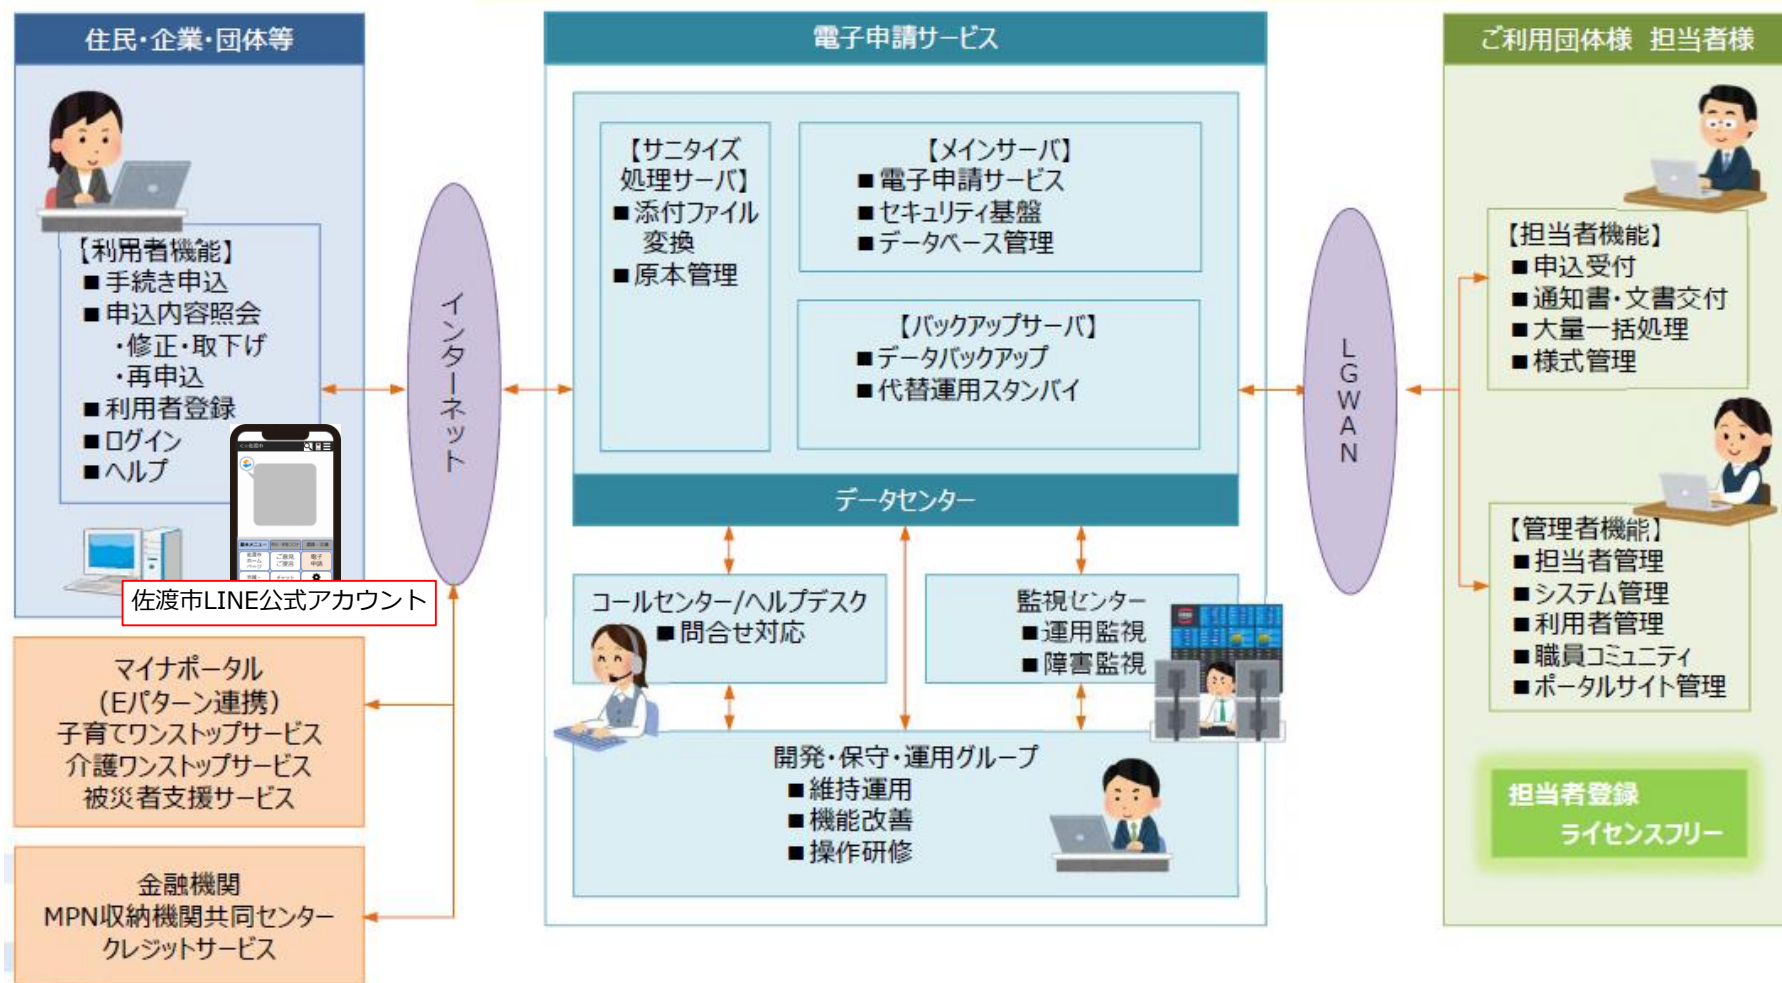 住民・企業・団体等
【利用者機能】
■手続き申込
■申込内容照会
・修正・取下げ
・再申込
■利用者登録
■ログイン
■ヘルプ
佐渡市LINE公式アカウント
マイナポータル
（Eパターン連携）
子育てワンストップサービス
介護ワンストップサービス
被災者支援サービス
金融機関
MPN収納機関共同センター
クレジットサービス
インターネット
電子申請サービス
【サニタイズ
処理サーバ】
■添付ファイル
変換
■原本管理
【メインサーバ】
■電子申請サービス
■セキュリティ基盤
■データベース管理
【バックアップサーバ】
■データバックアップ
■代替運用スタンバイ
データセンター
コールセンター/ヘルプデスク
■問合せ対応
監視センター
■運用監視
■障害監視
開発・保守・運用グループ
■維持運用
■機能改善
■操作研修
LGWAN
ご利用団体様 担当者様
【担当者機能】
■申込受付
■通知書・文書交付
■大量一括処理
■様式管理
【管理者機能】
■担当者管理
■システム管理
■利用者管理
■職員コミュニティ
■ポータルサイト管理
担当者登録
ライセンスフリー